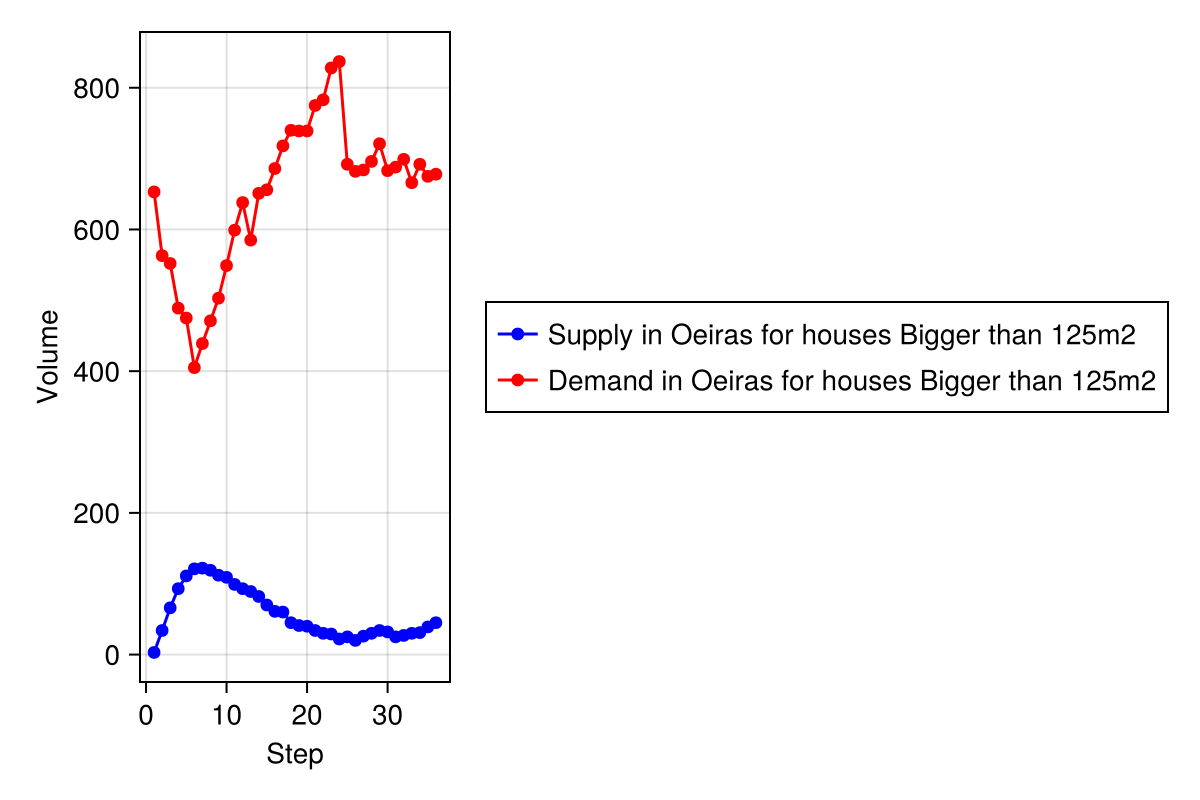 800
600
400
200
0
Volume
0 10 20 30
Step
Supply in Oeiras for houses Bigger than 125m2
Demand in Oeiras for houses Bigger than 125m2